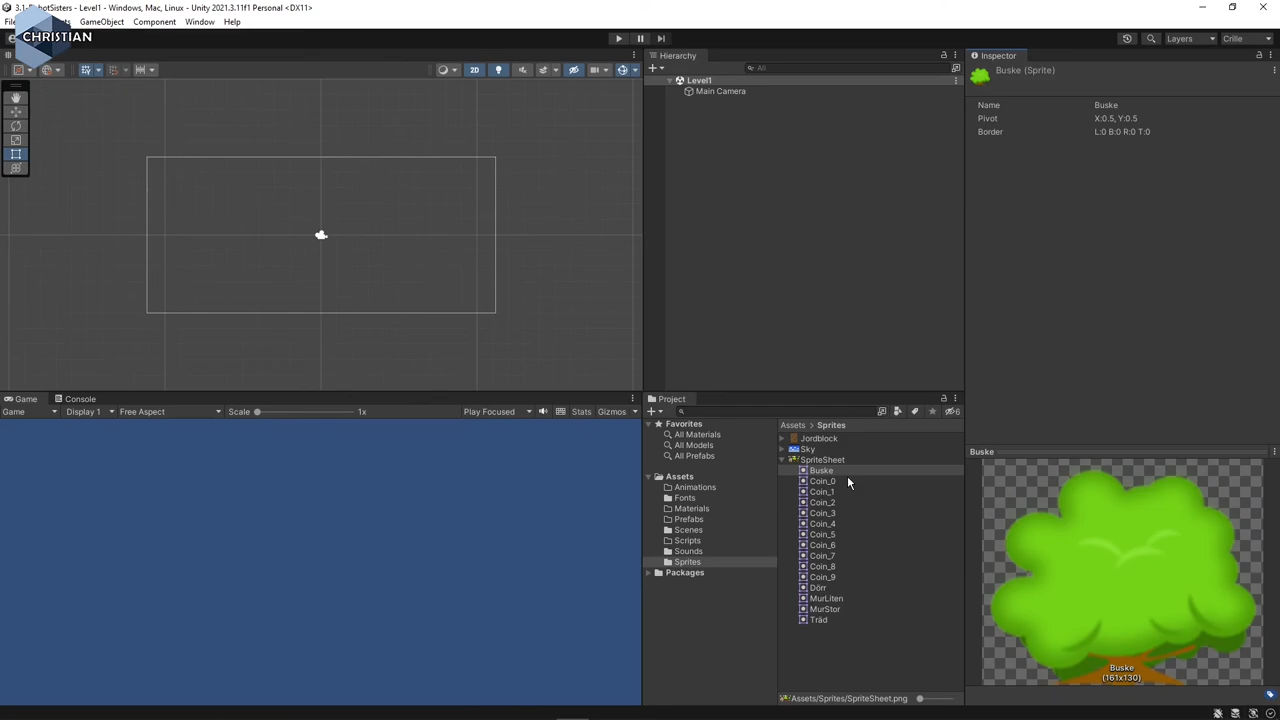 3.1-RobotSisters - Level1 - Windows, Mac, Linux - Unity 2021.3.11f1 Personal <DX11>
GameObject Component Window Help
CHRISTIAN
Layers Crille
2D
Hierarchy
All
Level1
Main Camera
Inspector
Buske (Sprite)
Name Buske
Pivot X:0.5, Y:0.5
Border L:0 B:0 R:0 T:0
Game Console
Game Display 1 Free Aspect Scale 1x Play Focused Stats Gizmos
Project
6
Favorites
All Materials
All Models
All Prefabs
Assets
Animations
Fonts
Materials
Prefabs
Scenes
Scripts
Sounds
Sprites
Packages
Assets > Sprites
Jordblock
Sky
SpriteSheet
Buske
Coin_0
Coin_1
Coin_2
Coin_3
Coin_4
Coin_5
Coin_6
Coin_7
Coin_8
Coin_9
Dörr
MurLiten
MurStor
Träd
Assets/Sprites/SpriteSheet.png
Buske
Buske
(161x130)